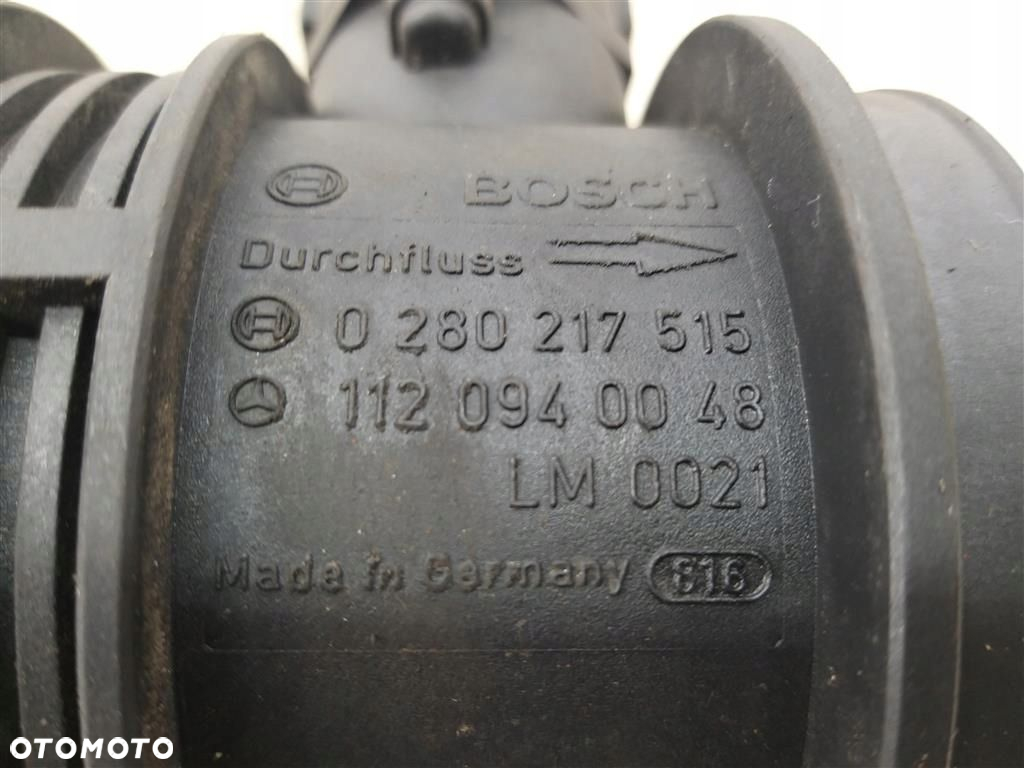 BOSCH
Durchfluss
0 280 217 515
112 094 00 48
LM 0021
Made in Germany 816
OTOMOTO